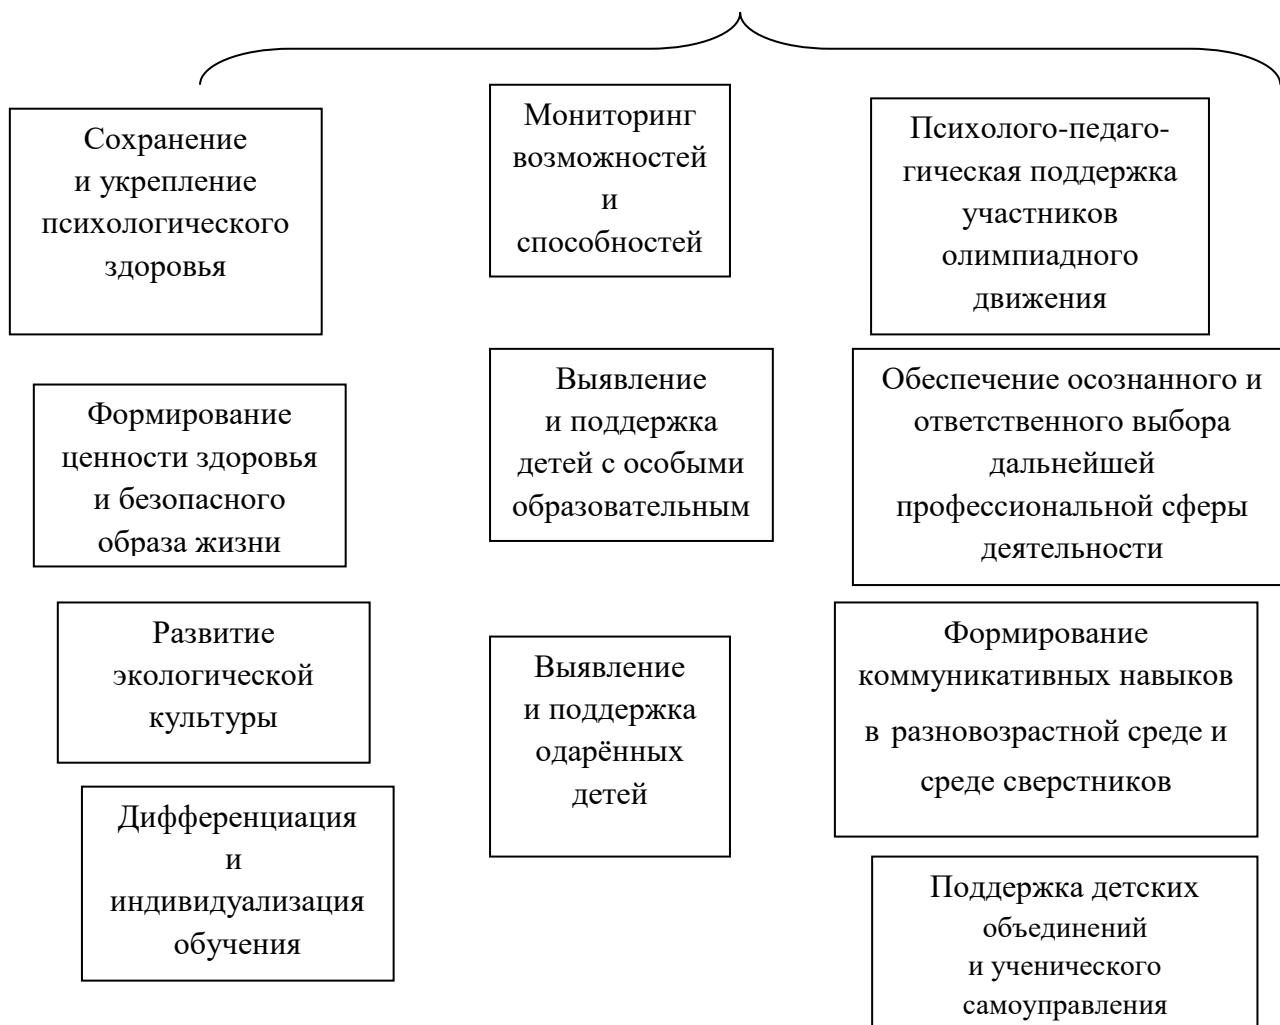 Сохранение
и укрепление
психологического
здоровья
Формирование
ценности здоровья
и безопасного
образа жизни
Развитие
экологической
культуры
Дифференциация
и
индивидуализация
обучения
Мониторинг
возможностей
и
способностей
Выявление
и поддержка
детей с особыми
образовательным
Выявление
и поддержка
одарённых
детей
Психолого-педаго-
гическая поддержка
участников
олимпиадного
движения
Обеспечение осознанного и
ответственного выбора
дальнейшей
профессиональной сферы
деятельности
Формирование
коммуникативных навыков
в разновозрастной среде и
среде сверстников
Поддержка детских
объединений
и ученического
самоуправления